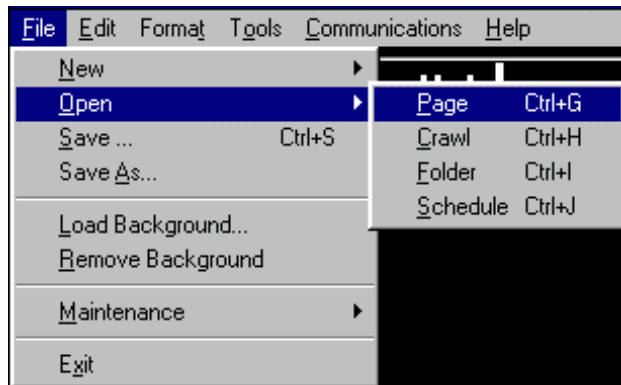 File Edit Format Tools Communications Help
New
Open
Save ... Ctrl+S
Save As...
Load Background...
Remove Background
Maintenance
Exit
Page Ctrl+G
Crawl Ctrl+H
Folder Ctrl+I
Schedule Ctrl+J